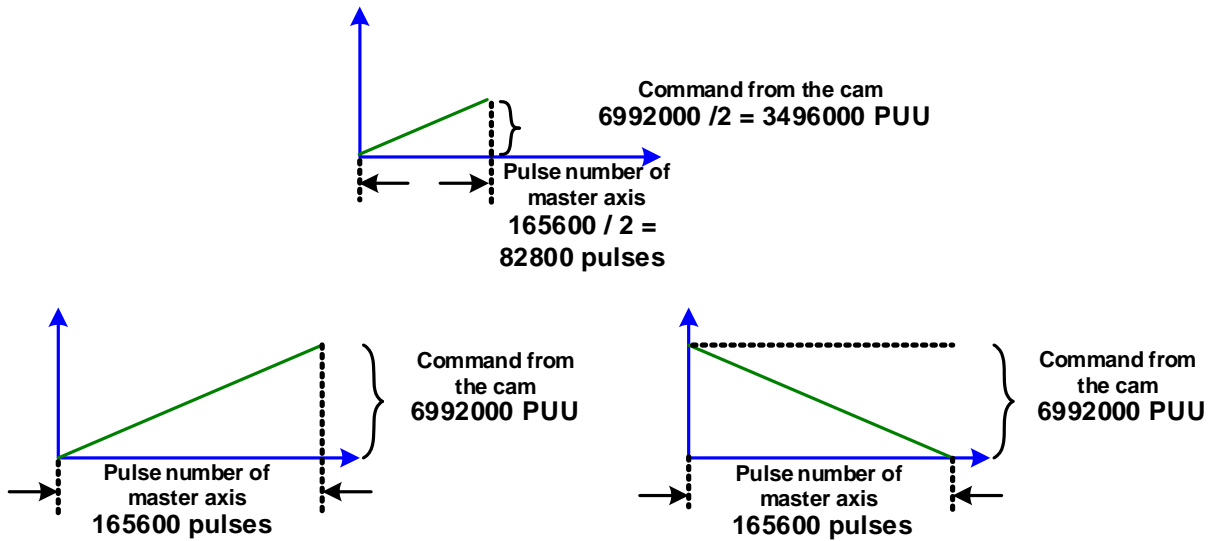 Command from the cam
6992000 /2 = 3496000 PUU
Pulse number of
master axis
165600 / 2 =
82800 pulses
Command from
the cam
6992000 PUU
Pulse number of
master axis
165600 pulses
Command from
the cam
6992000 PUU
Pulse number of
master axis
165600 pulses